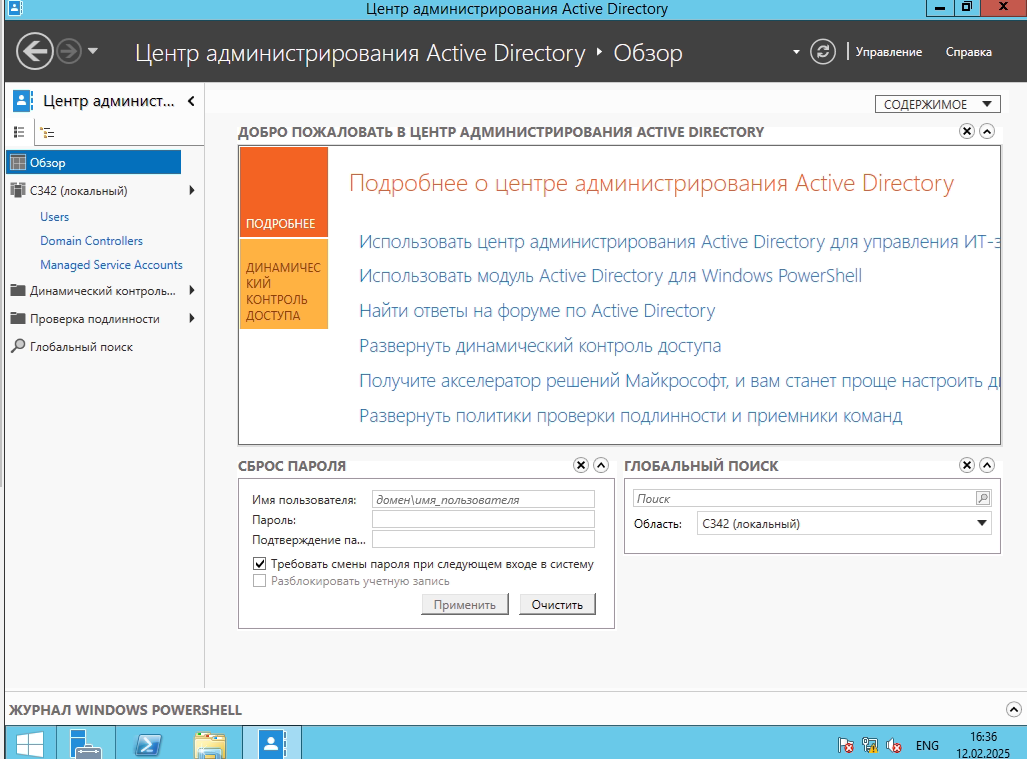 Центр администрирования Active Directory
Центр администрирования Active Directory
Обзор
Управление
Справка
Центр админист...
Обзор
C342 (локальный)
Users
Domain Controllers
Managed Service Accounts
Динамический контроль...
Проверка подлинности
Глобальный поиск
СОДЕРЖИМОЕ
ДОБРО ПОЖАЛОВАТЬ В ЦЕНТР АДМИНИСТРИРОВАНИЯ ACTIVE DIRECTORY
ПОДРОБНЕЕ
ДИНАМИЧЕС
КИЙ
КОНТРОЛЬ
ДОСТУПА
Подробнее о центре администрирования Active Directory
Использовать центр администрирования Active Directory для управления ИТ-з
Использовать модуль Active Directory для Windows PowerShell
Найти ответы на форуме по Active Directory
Развернуть динамический контроль доступа
Получите акселератор решений Майкрософт, и вам станет проще настроить ди
Развернуть политики проверки подлинности и приемники команд
СБРОС ПАРОЛЯ
Имя пользователя:
домен\имя_пользователя
Пароль:
Подтверждение па...
Требовать смены пароля при следующем входе в систему
Разблокировать учетную запись
Применить
Очистить
ГЛОБАЛЬНЫЙ ПОИСК
Поиск
Область:
C342 (локальный)
ЖУРНАЛ WINDOWS POWERSHELL
ENG
16:36
12.02.2025